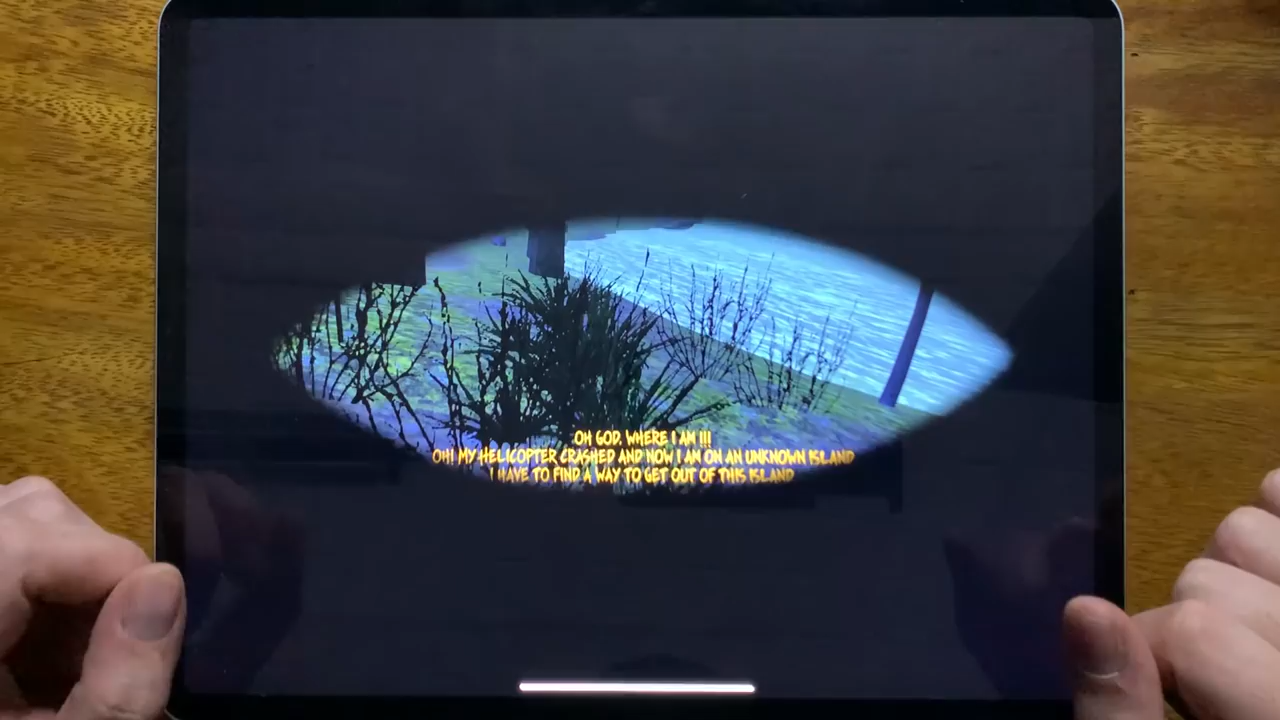 OH GOD, WHERE I AM !!!
OH! MY HELICOPTER CRASHED AND NOW I AM ON AN UNKNOWN ISLAND
I HAVE TO FIND A WAY TO GET OUT OF THIS ISLAND